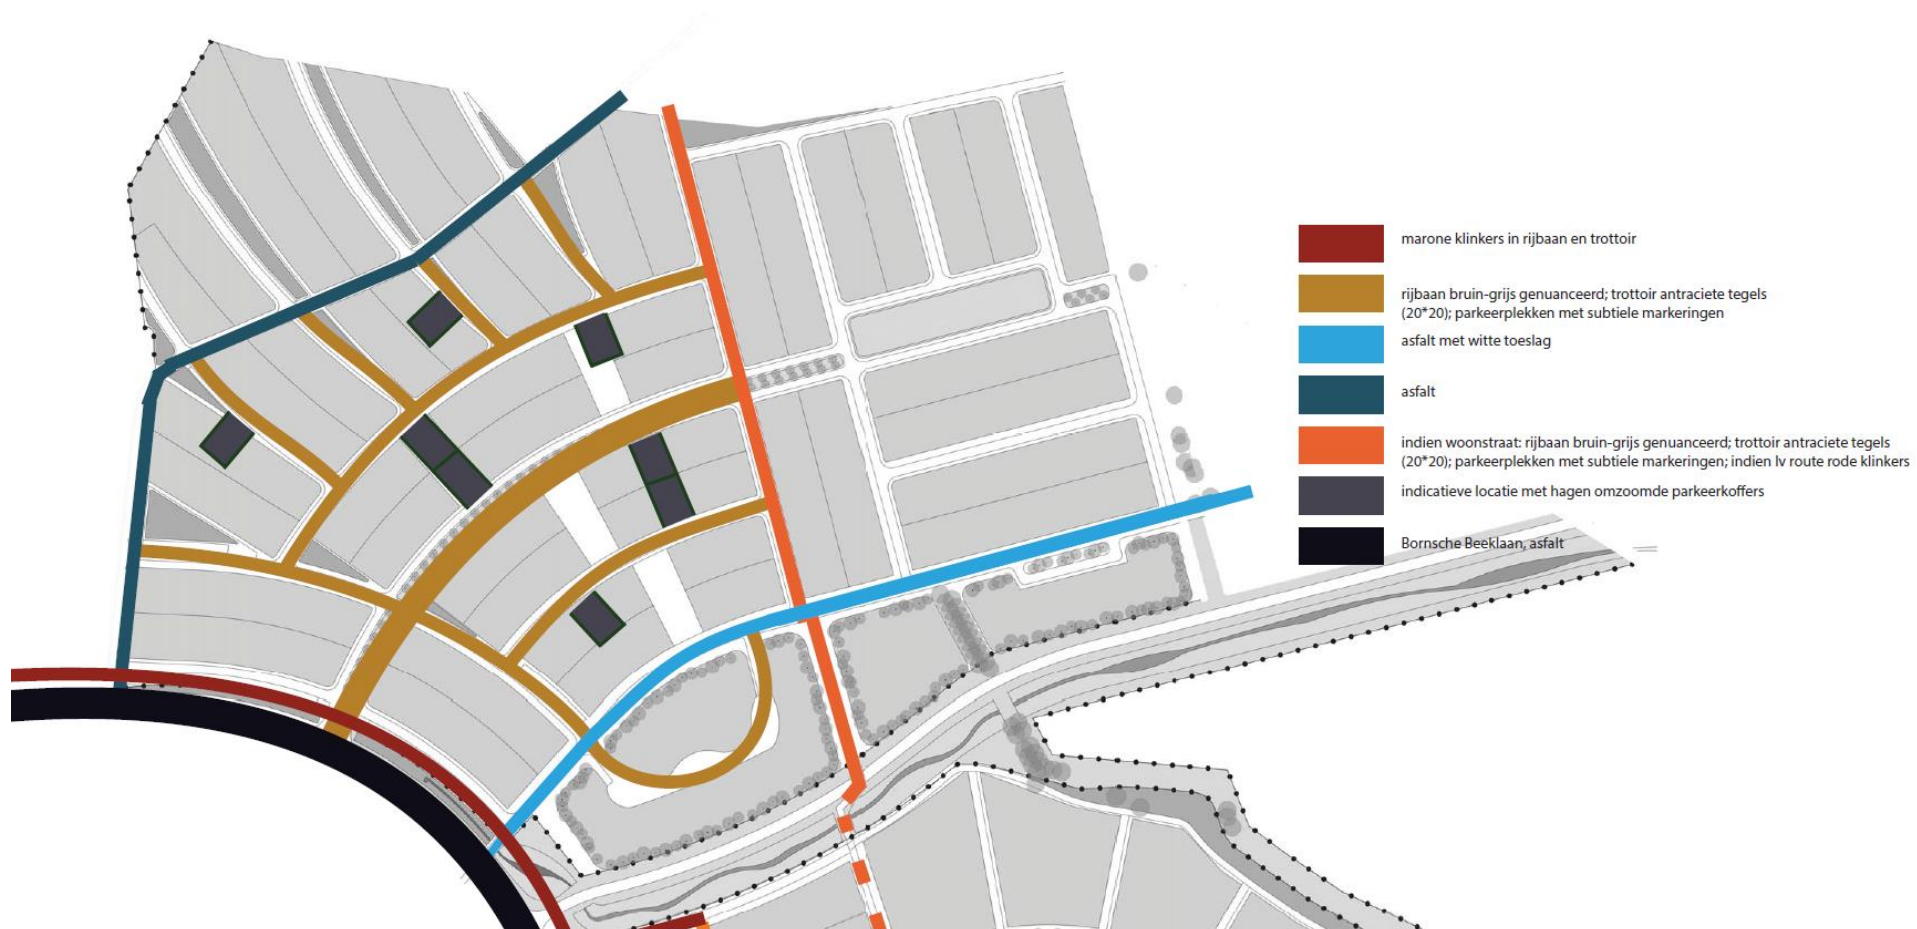 marone klinkers in rijbaan en trottoir
rijbaan bruin-grijs genuanceerd; trottoir antraciete tegels
(20*20); parkeerplekken met subtiele markeringen
asfalt met witte toeslag
asfalt
indien woonstraat: rijbaan bruin-grijs genuanceerd; trottoir antraciete tegels
(20*20); parkeerplekken met subtiele markeringen; indien lv route rode klinkers
indicatieve locatie met hagen omzoomde parkeerkoffers
Bornsche Beeklaan, asfalt